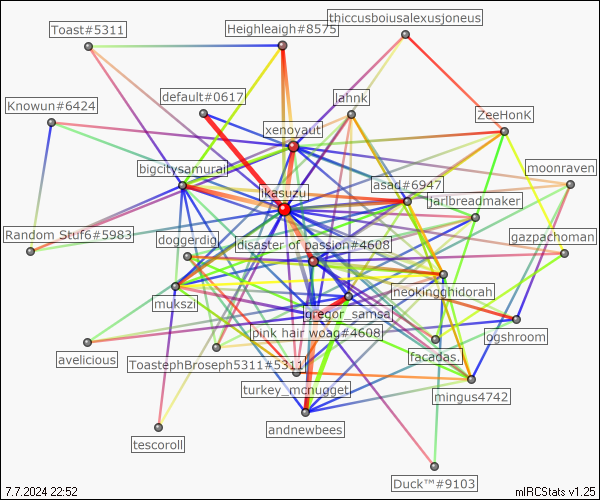 thiccusboiusalexusjoneus
Toast#5311
Heighleaigh#8575
default#0617
lahnk
Knowun#6424
ZeeHonK
xenoyaut
bigcitysamurai
moonraven
ikasuzu
asad#6947
jarlbreadmaker
Random_Stuf6#5983
doggerdig
disaster of passion#4608
gazpachoman
mukszi
neokingghidorah
gregor_samsa
pink hair woag#4608
ogshroom
avelicious
facadas.
ToastephBroseph5311#5311
turkey_mcnugget
mingus4742
andnewbees
tescoroll
Duck™#9103
7.7.2024 22:52
mIRCStats v1.25